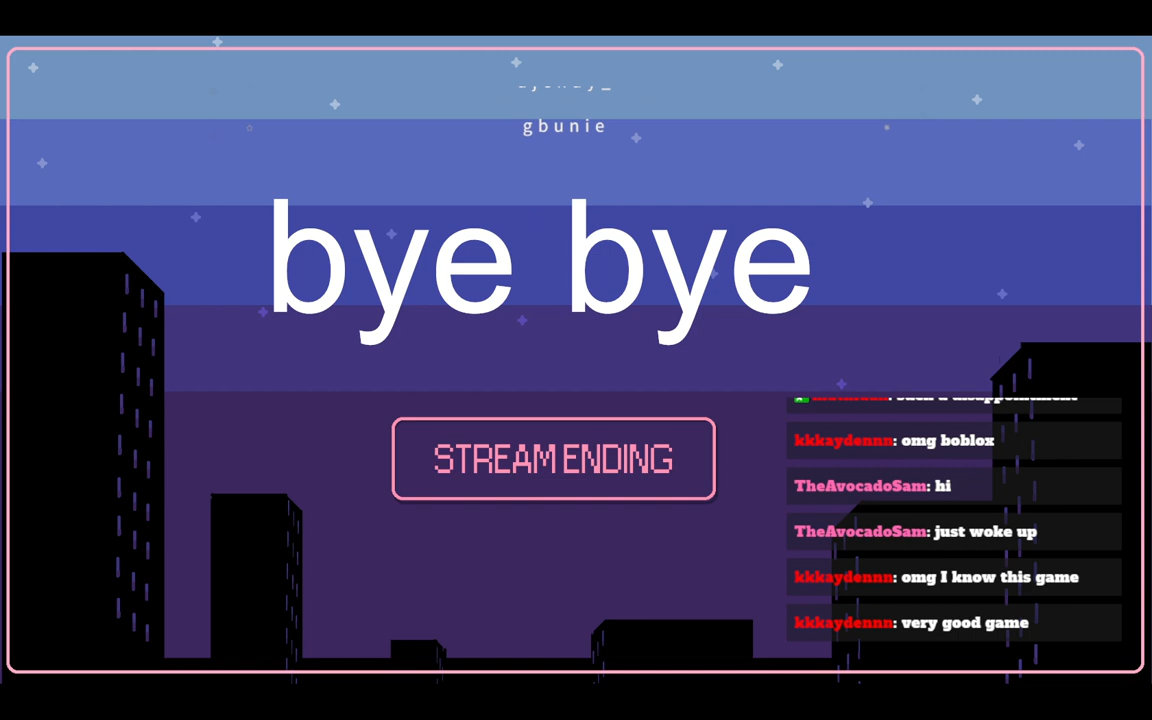 gbunie
bye bye
STREAM ENDING
kkkaydennn: omg boblox
TheAvocadoSam: hi
TheAvocadoSam: just woke up
kkkaydennn: omg I know this game
kkkaydennn: very good game